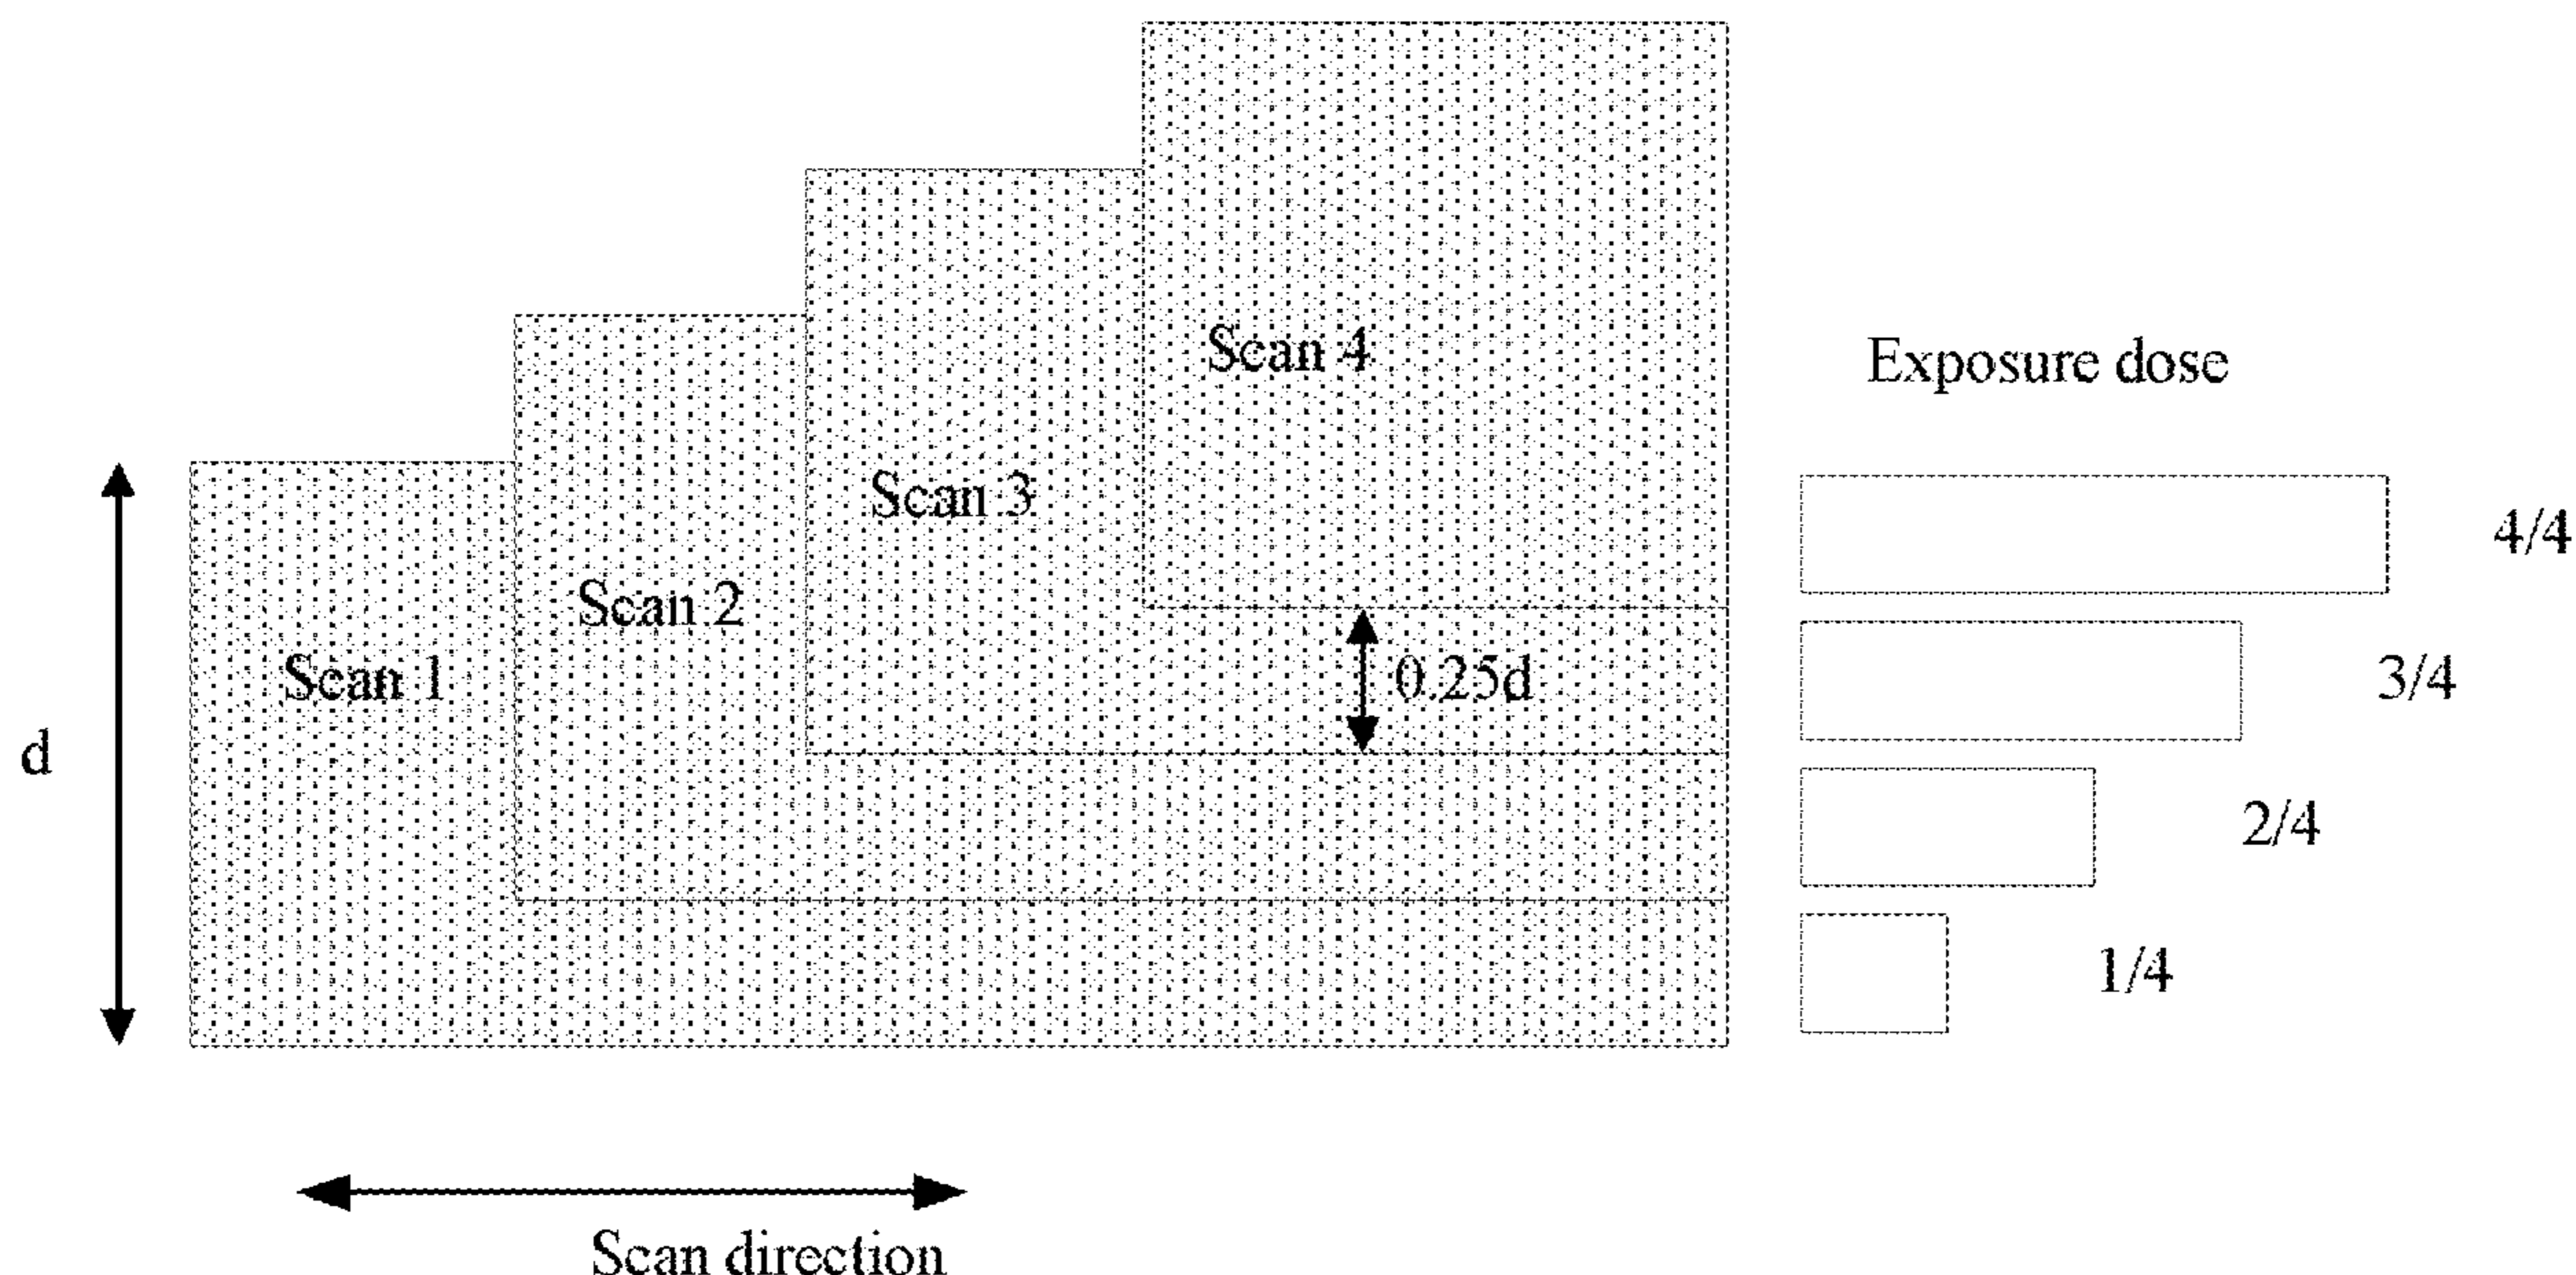 Scan 4
Exposure dose
Scan 3
4/4
Scan 2
Scan 1
0.25d
3/4
d
2/4
1/4
Scan direction